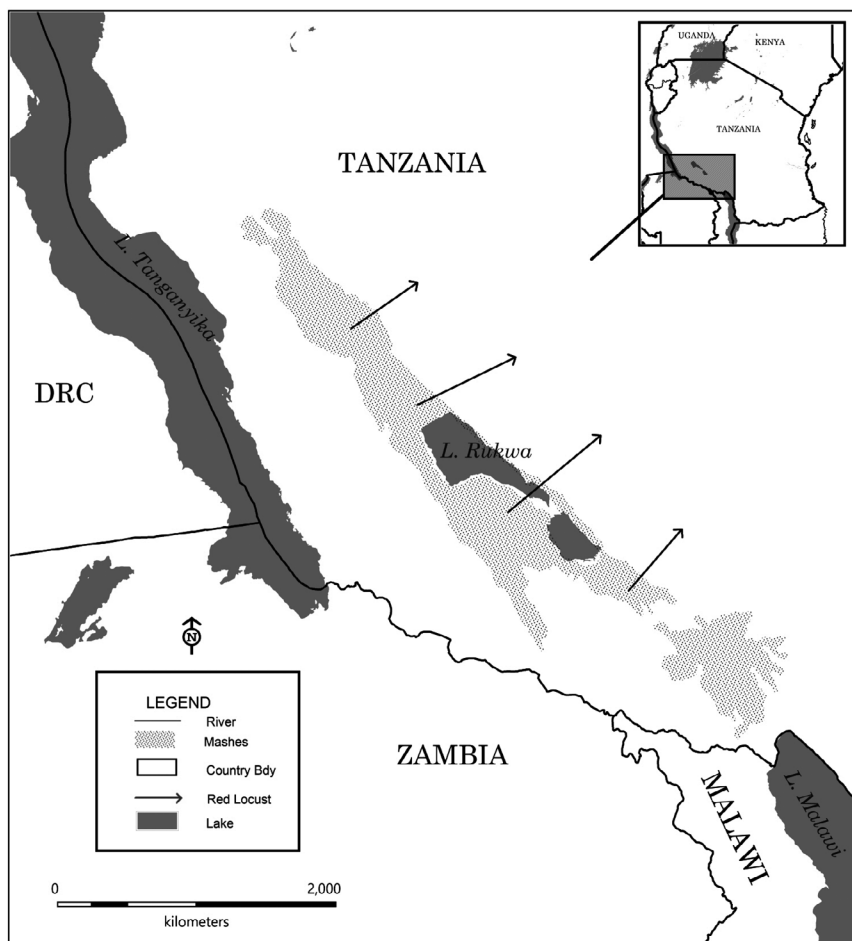 UGANDA
KENYA
TANZANIA
TANZANIA
L. Tanganyika
DRC
L. Rukwa
N
LEGEND
River
Mashes
Country Bdy
Red Locust
Lake
ZAMBIA
MALAWI
L. Malawi
0 2,000
kilometers